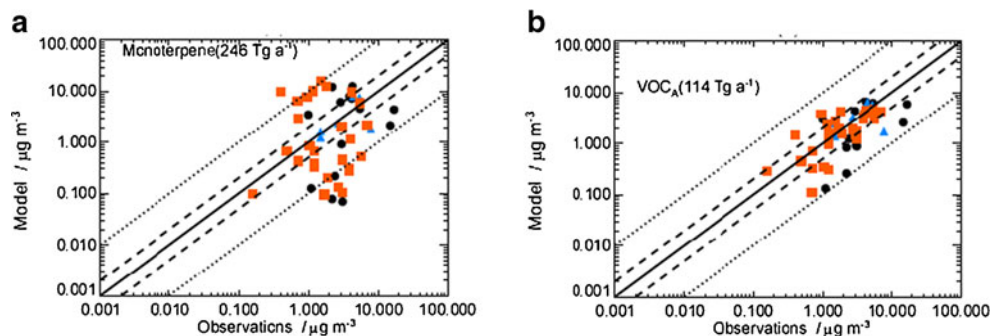 a
100.000
Monoterpene(246 Tg a⁻¹)
10.000
1.000
0.100
0.010
0.001
Model / µg m⁻³
0.001 0.010 0.100 1.000 10.000 100.000
Observations / µg m⁻³
b
100.000
VOC_A(114 Tg a⁻¹)
10.000
1.000
0.100
0.010
0.001
Model / µg m⁻³
0.001 0.010 0.100 1.000 10.000 100.000
Observations / µg m⁻³